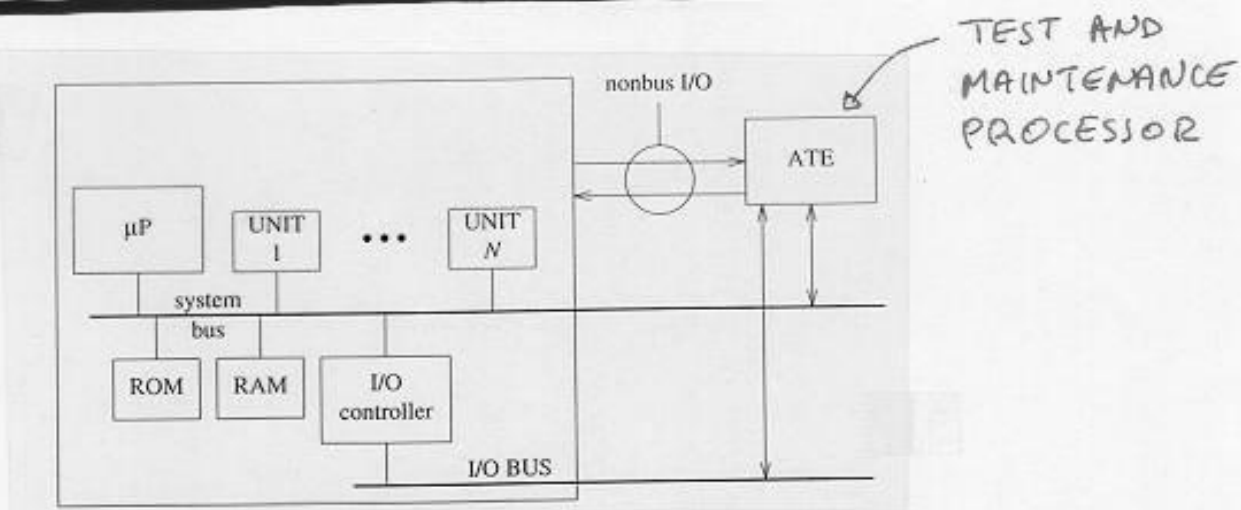 TEST AND
MAINTENANCE
PROCESSOR
nonbus I/O
ATE
μP
UNIT
1
•••
UNIT
N
system
bus
ROM
RAM
I/O
controller
I/O BUS